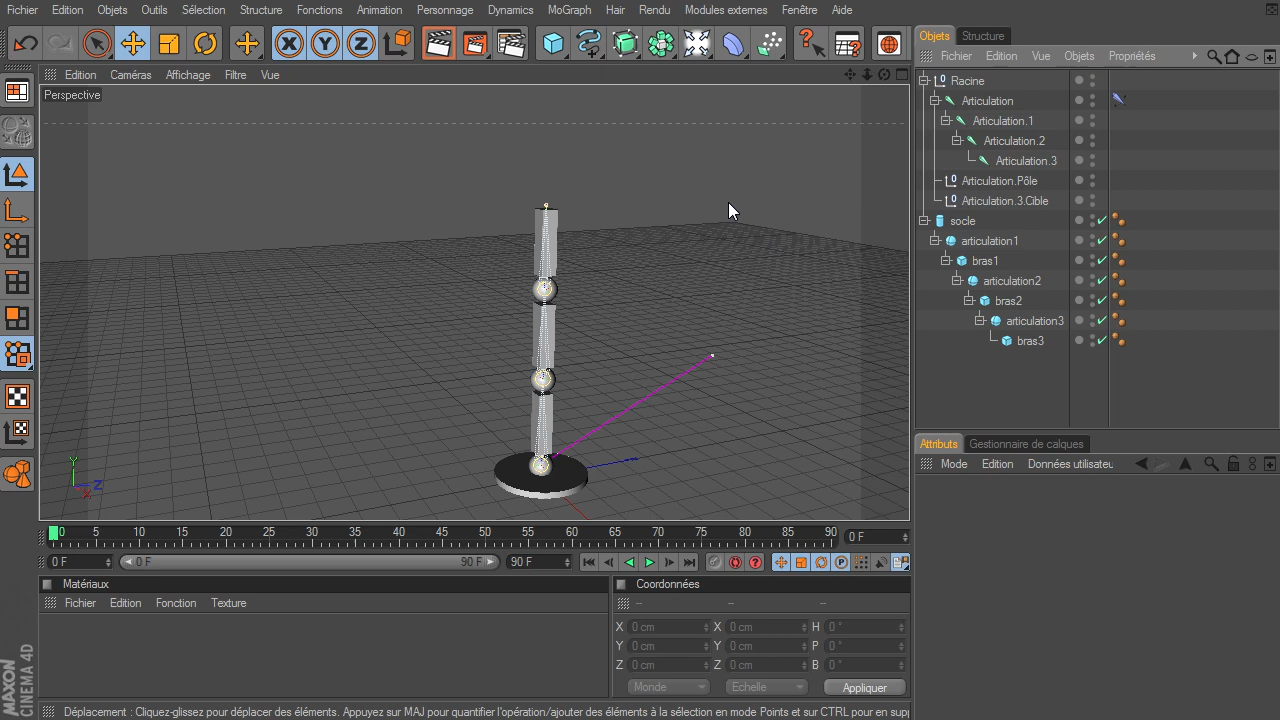 Fichier Edition Objets Outils Sélection Structure Fonctions Animation Personnage Dynamics MoGraph Hair Rendu Modules externes Fenêtre Aide
Objets Structure
Fichier Edition Vue Objets Propriétés
Edition Caméras Affichage Filtre Vue
Perspective
Racine
Articulation
Articulation.1
Articulation.2
Articulation.3
Articulation.Pôle
Articulation.3.Cible
socle
articulation1
bras1
articulation2
bras2
articulation3
bras3
Y
Z
X
Attributs Gestionnaire de calques
Mode Edition Données utilisateu
0 5 10 15 20 25 30 35 40 45 50 55 60 65 70 75 80 85 90 0 F
0 F 0 F 90 F 90 F
Matériaux
Fichier Edition Fonction Texture
Coordonnées
-- -- --
X 0 cm X 0 cm H 0 °
Y 0 cm Y 0 cm P 0 °
Z 0 cm Z 0 cm B 0 °
Monde Echelle Appliquer
MAXON
CINEMA 4D
Déplacement : Cliquez-glissez pour déplacer des éléments. Appuyez sur MAJ pour quantifier l'opération/ajouter des éléments à la sélection en mode Points et sur CTRL pour en supp